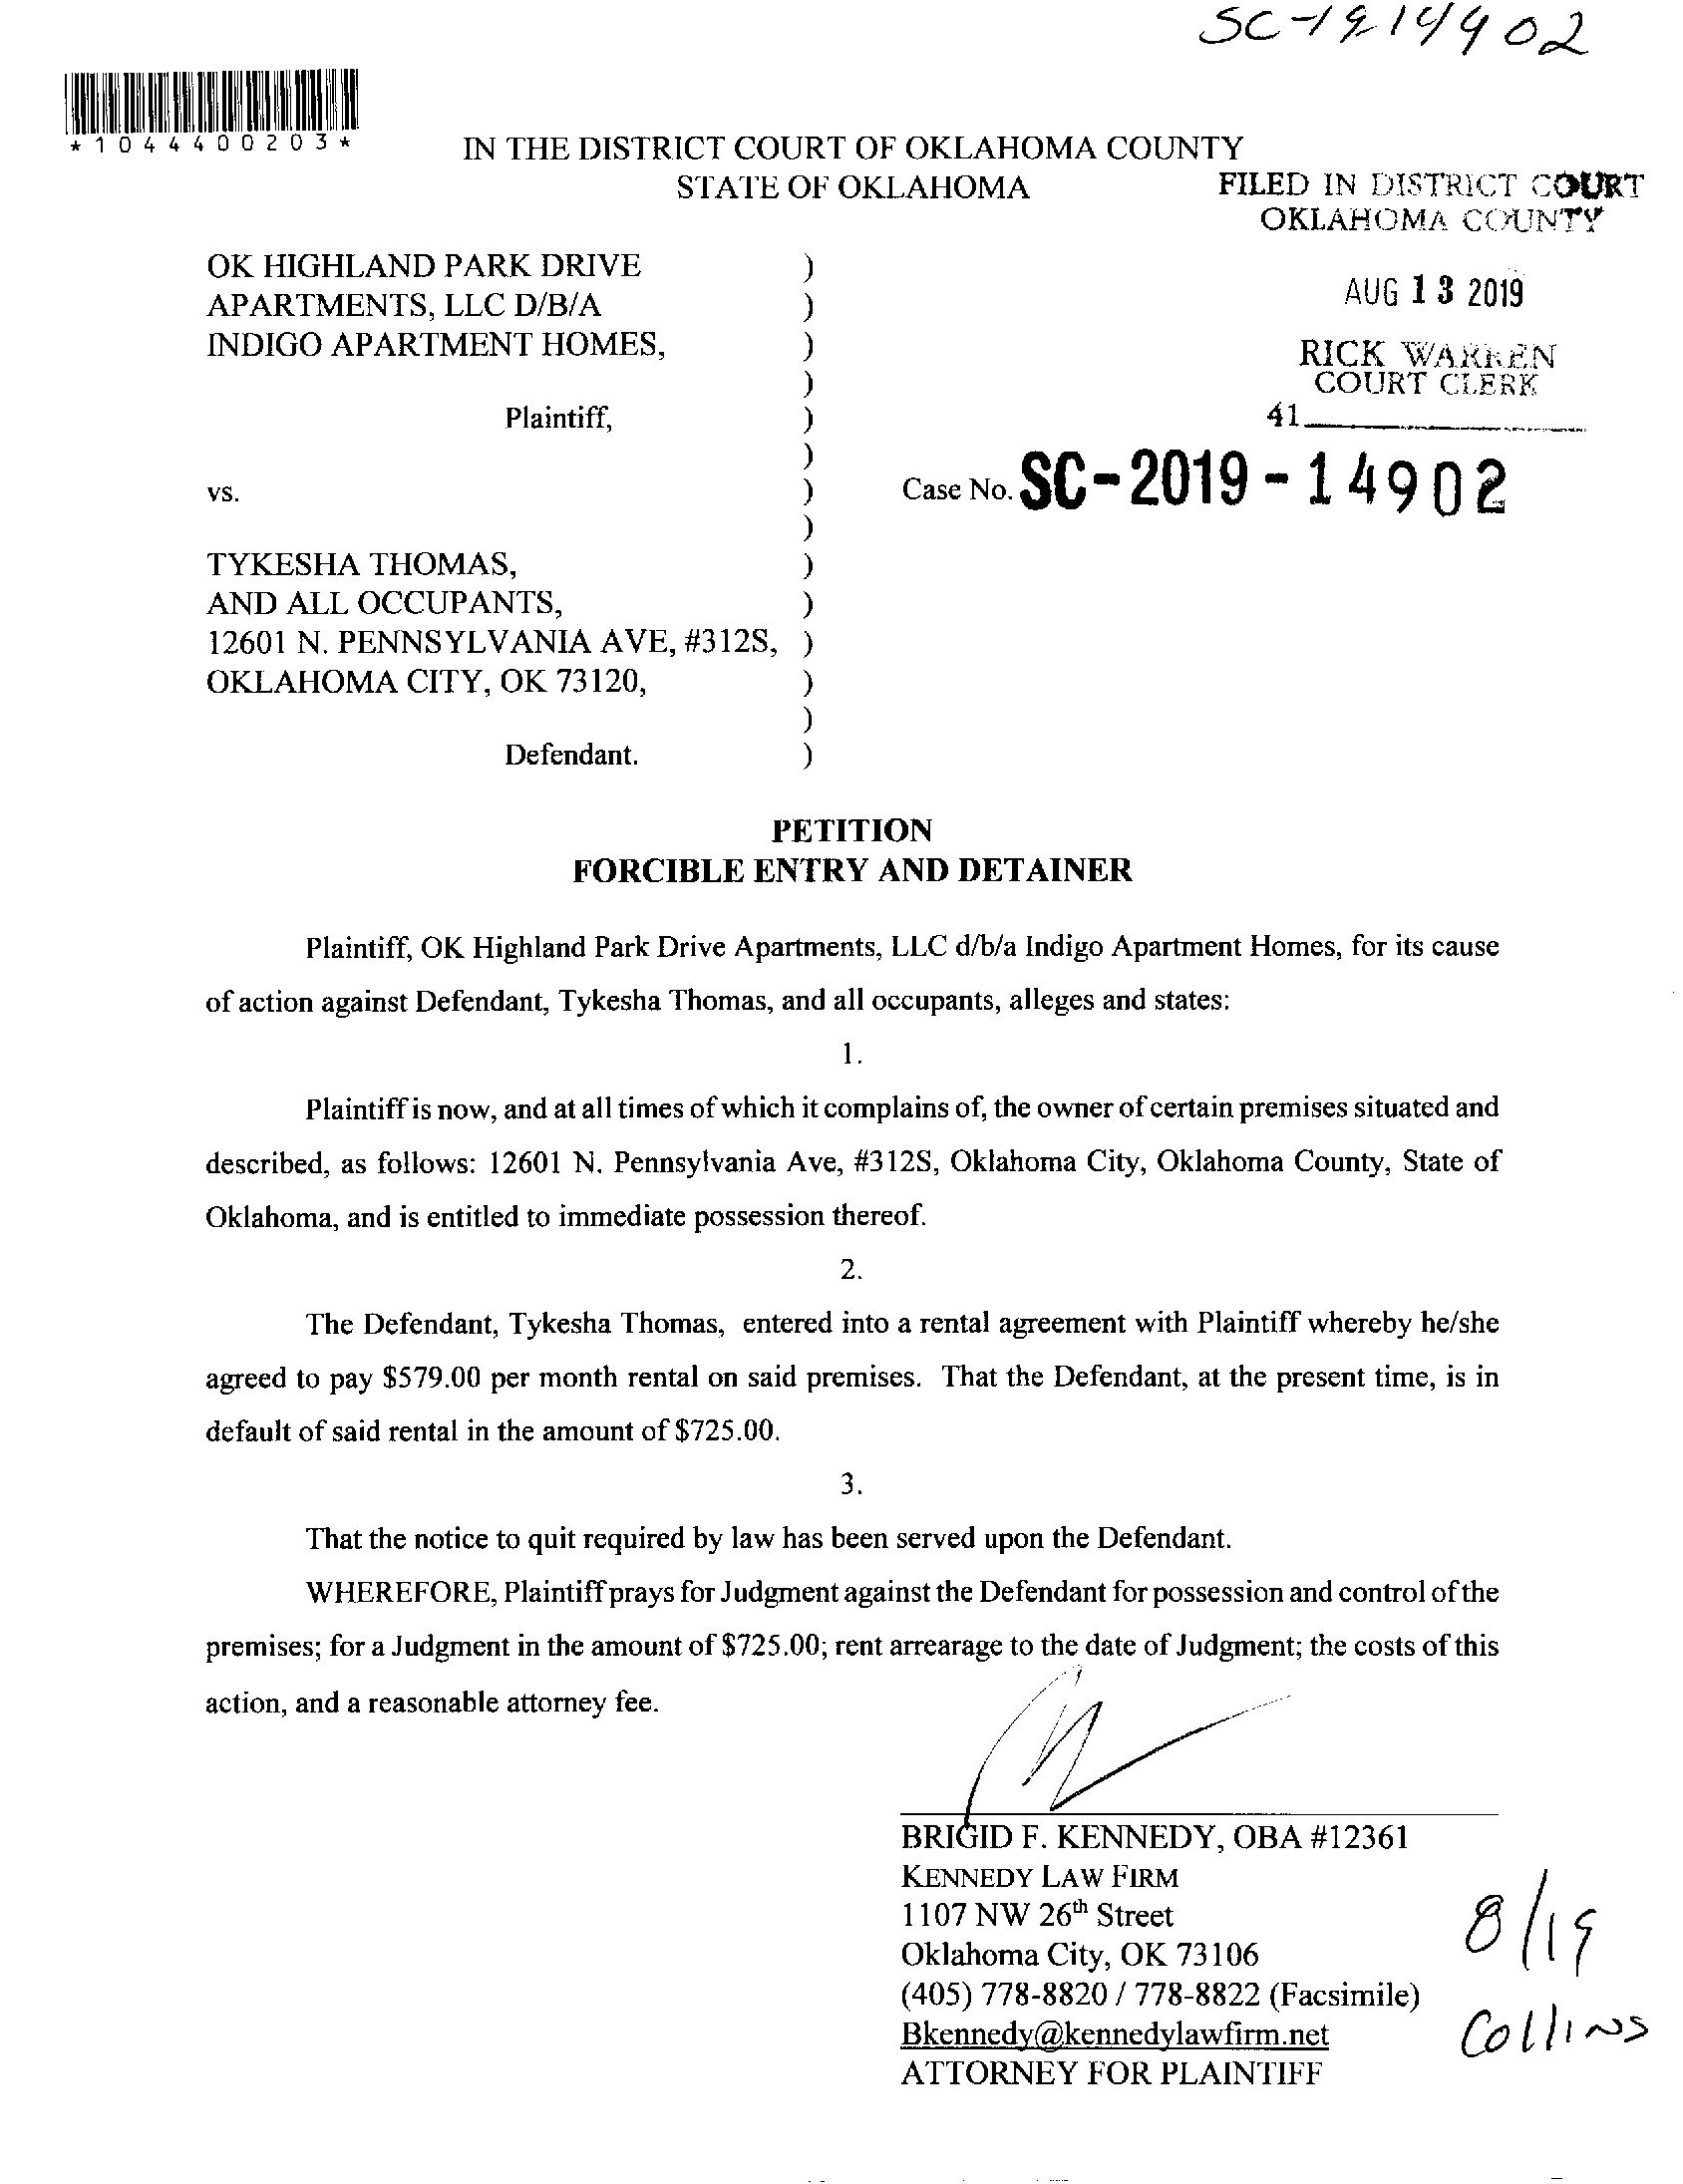 SC-1914902
*1044400203*
IN THE DISTRICT COURT OF OKLAHOMA COUNTY
STATE OF OKLAHOMA
FILED IN DISTRICT COURT
OKLAHOMA COUNTY
AUG 13 2019
RICK WARREN
COURT CLERK
41
OK HIGHLAND PARK DRIVE )
APARTMENTS, LLC D/B/A )
INDIGO APARTMENT HOMES, )
)
Plaintiff, )
)
vs. ) Case No. SC-2019-14902
)
TYKESHA THOMAS, )
AND ALL OCCUPANTS, )
12601 N. PENNSYLVANIA AVE, #312S, )
OKLAHOMA CITY, OK 73120, )
)
Defendant. )
PETITION
FORCIBLE ENTRY AND DETAINER
Plaintiff, OK Highland Park Drive Apartments, LLC d/b/a Indigo Apartment Homes, for its cause
of action against Defendant, Tykesha Thomas, and all occupants, alleges and states:
1.
Plaintiff is now, and at all times of which it complains of, the owner of certain premises situated and
described, as follows: 12601 N. Pennsylvania Ave, #312S, Oklahoma City, Oklahoma County, State of
Oklahoma, and is entitled to immediate possession thereof.
2.
The Defendant, Tykesha Thomas, entered into a rental agreement with Plaintiff whereby he/she
agreed to pay $579.00 per month rental on said premises. That the Defendant, at the present time, is in
default of said rental in the amount of $725.00.
3.
That the notice to quit required by law has been served upon the Defendant.
WHEREFORE, Plaintiff prays for Judgment against the Defendant for possession and control of the
premises; for a Judgment in the amount of $725.00; rent arrearage to the date of Judgment; the costs of this
action, and a reasonable attorney fee.
BRIGID F. KENNEDY, OBA #12361
KENNEDY LAW FIRM
1107 NW 26th Street
Oklahoma City, OK 73106
(405) 778-8820 / 778-8822 (Facsimile)
Bkennedy@kennedylawfirm.net
ATTORNEY FOR PLAINTIFF
8/19
Collins